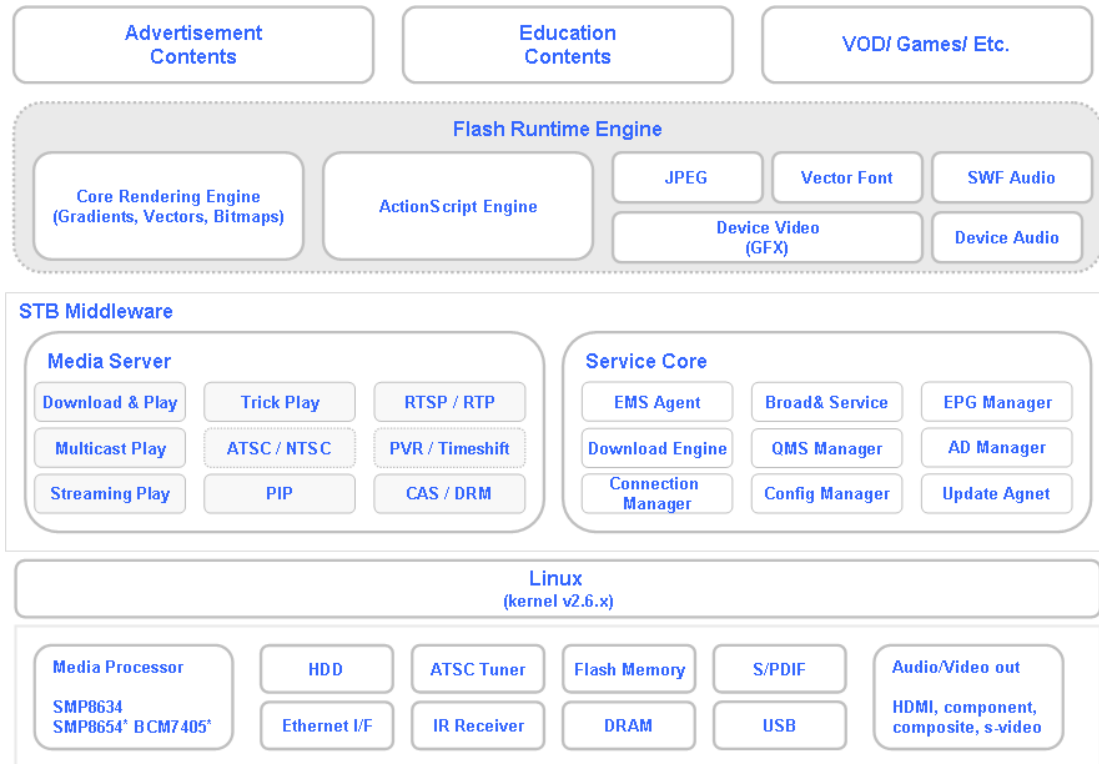 Advertisement
Contents
Education
Contents
VOD/ Games/ Etc.
Flash Runtime Engine
Core Rendering Engine
(Gradients, Vectors, Bitmaps)
ActionScript Engine
JPEG
Vector Font
SWF Audio
Device Video
(GFX)
Device Audio
STB Middleware
Media Server
Download & Play
Trick Play
RTSP / RTP
Multicast Play
ATSC / NTSC
PVR / Timeshift
Streaming Play
PIP
CAS / DRM
Service Core
EMS Agent
Broad& Service
EPG Manager
Download Engine
QMS Manager
AD Manager
Connection
Manager
Config Manager
Update Agnet
Linux
(kernel v2.6.x)
Media Processor
SMP8634
SMP8654* BCM7405*
HDD
ATSC Tuner
Flash Memory
S/PDIF
Ethernet I/F
IR Receiver
DRAM
USB
Audio/Video out
HDMI, component,
composite, s-video